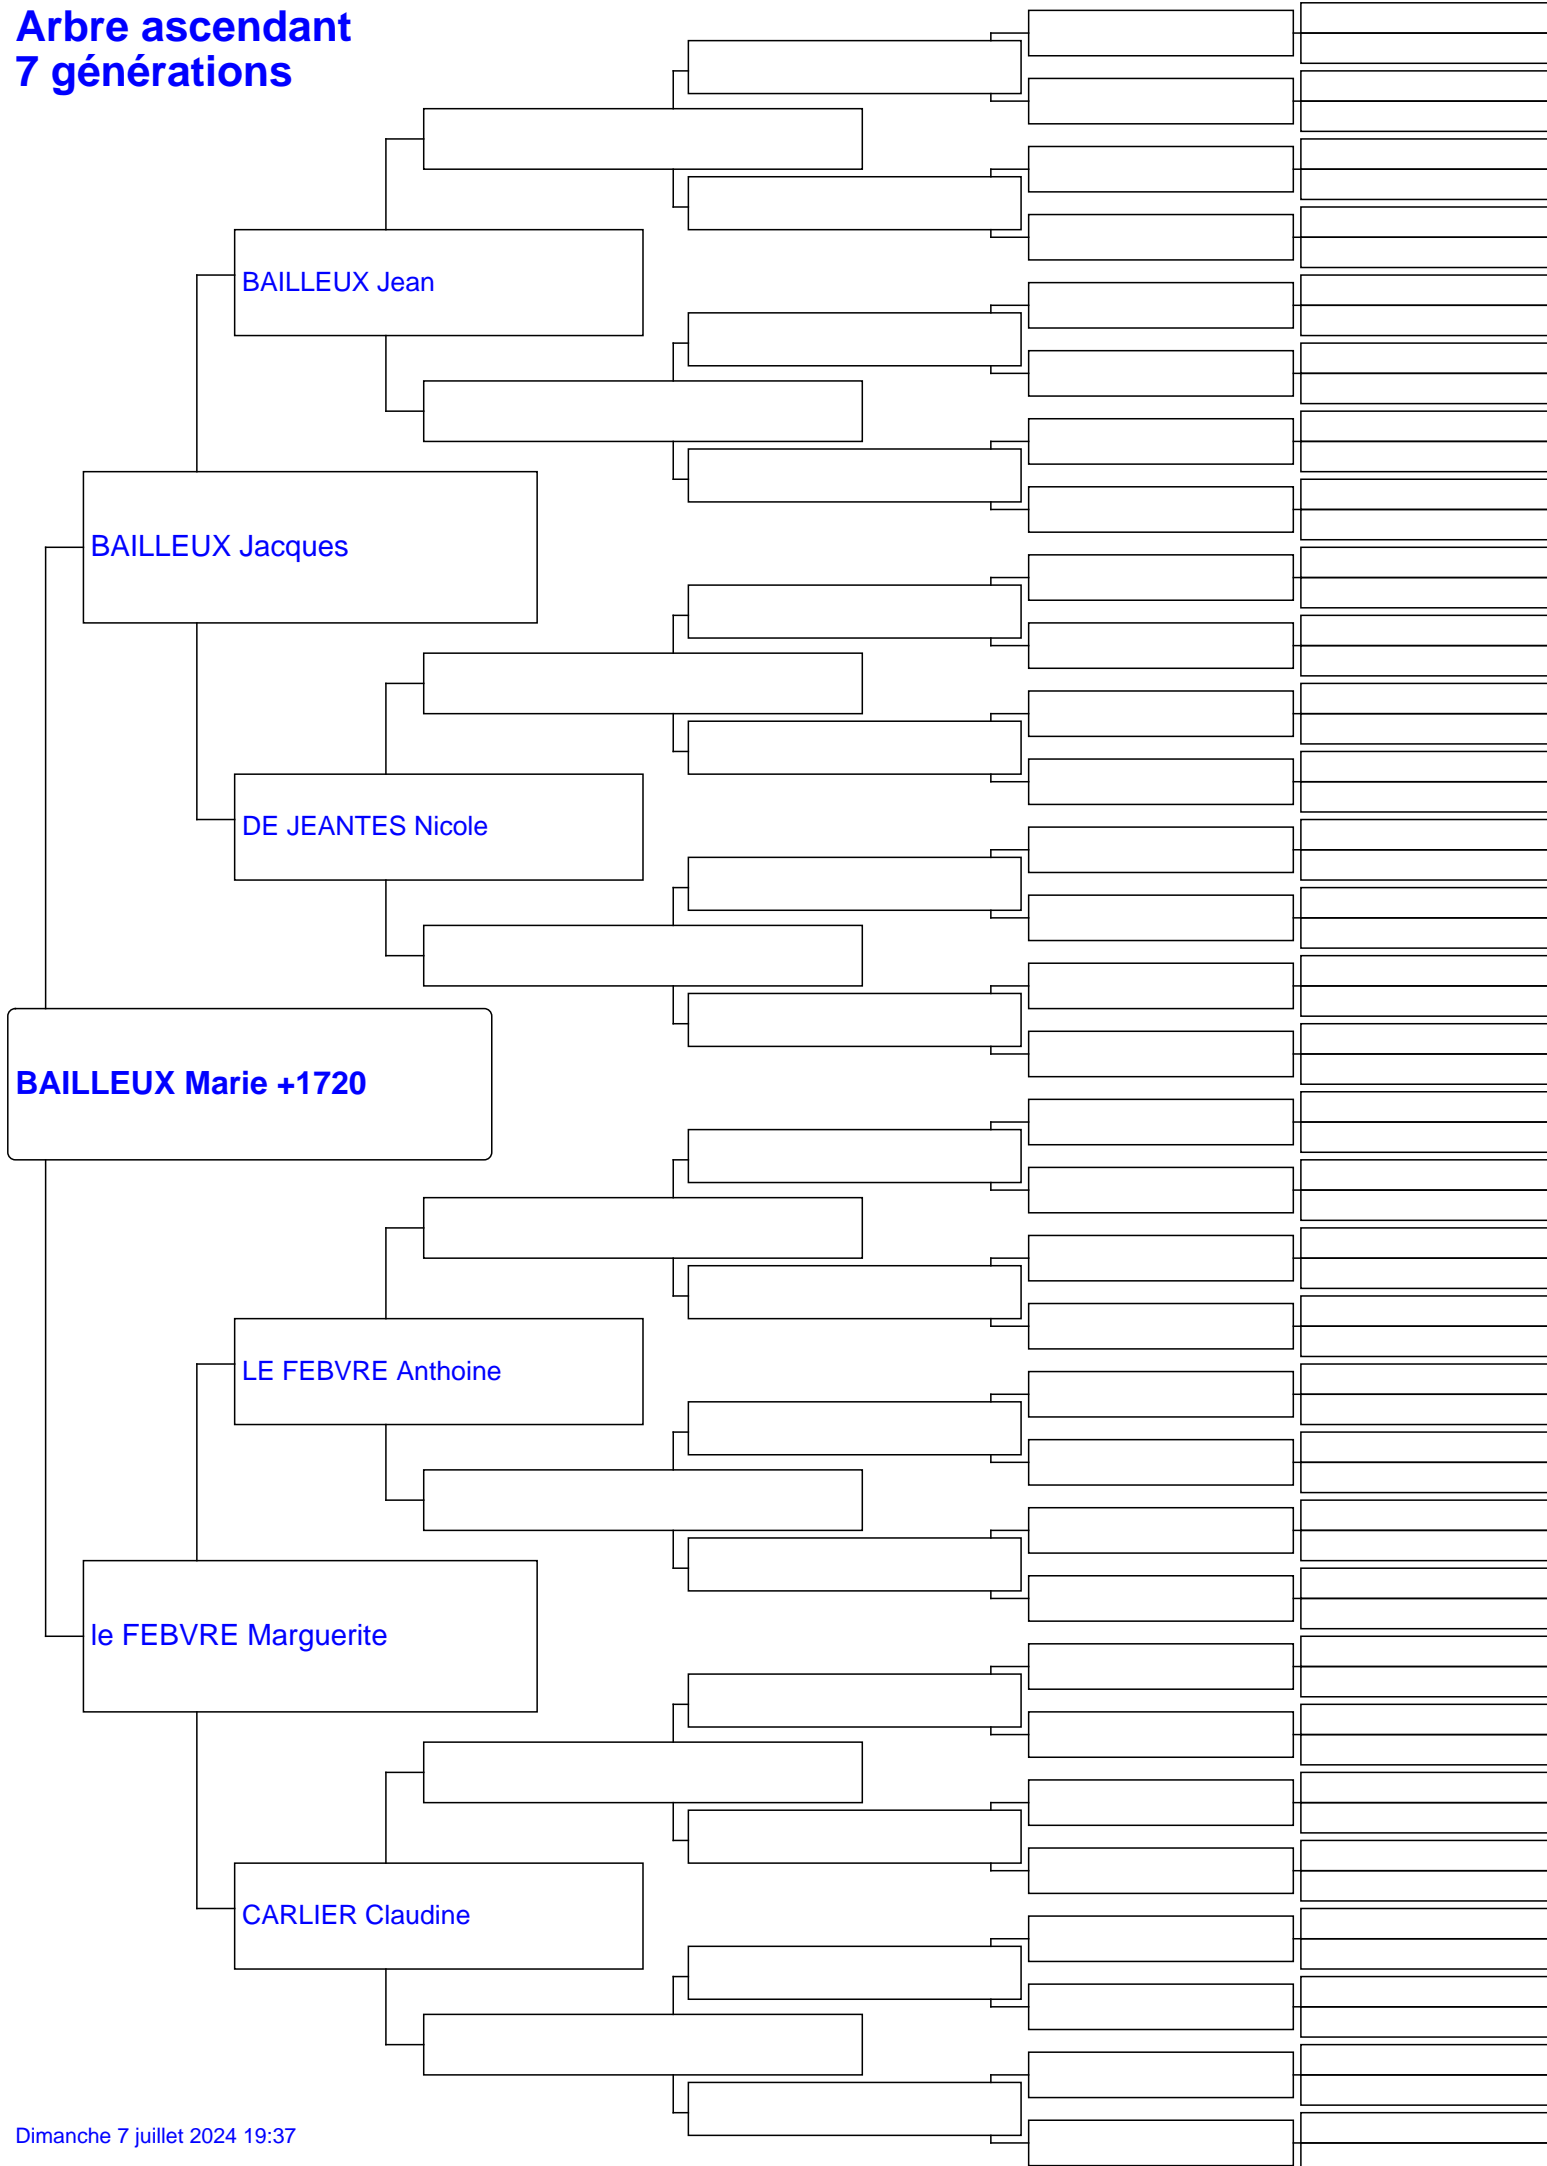 Arbre ascendant
7 générations
BAILLEUX Jean
BAILLEUX Jacques
DE JEANTES Nicole
BAILLEUX Marie +1720
LE FEBVRE Anthoine
le FEBVRE Marguerite
CARLIER Claudine
Dimanche 7 juillet 2024 19:37